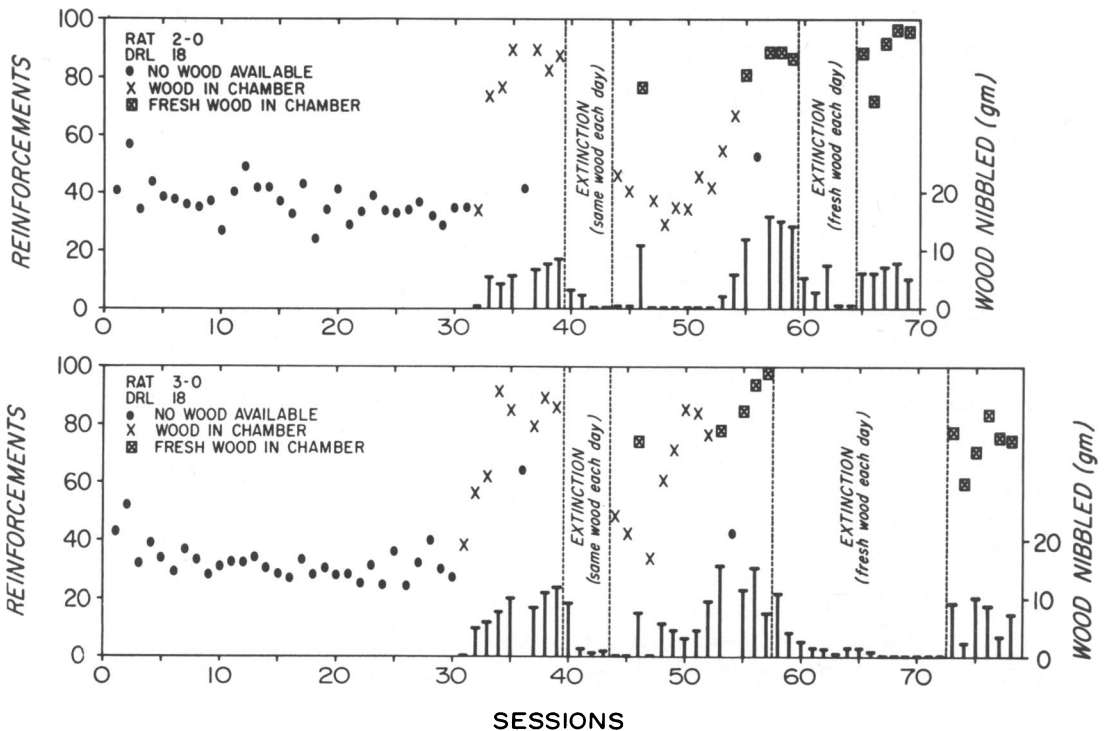 RAT 2-0
DRL 18
● NO WOOD AVAILABLE
X WOOD IN CHAMBER
⊠ FRESH WOOD IN CHAMBER
REINFORCEMENTS
100
80
60
40
20
0
EXTINCTION
(same wood each day)
EXTINCTION
(fresh wood each day)
20
10
0
WOOD NIBBLED (gm)
0 10 20 30 40 50 60 70
RAT 3-0
DRL 18
● NO WOOD AVAILABLE
X WOOD IN CHAMBER
⊠ FRESH WOOD IN CHAMBER
REINFORCEMENTS
100
80
60
40
20
0
EXTINCTION
(same wood each day)
EXTINCTION
(fresh wood each day)
20
10
0
WOOD NIBBLED (gm)
0 10 20 30 40 50 60 70
SESSIONS